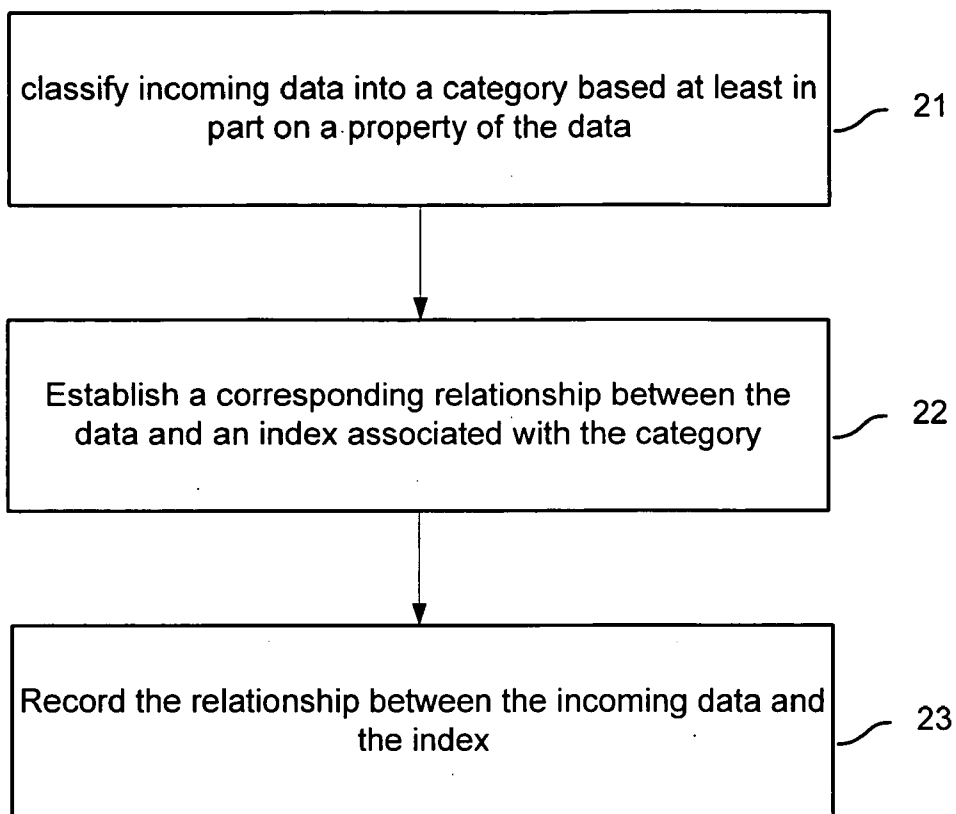 classify incoming data into a category based at least in
part on a property of the data
21
Establish a corresponding relationship between the
data and an index associated with the category
22
Record the relationship between the incoming data and
the index
23